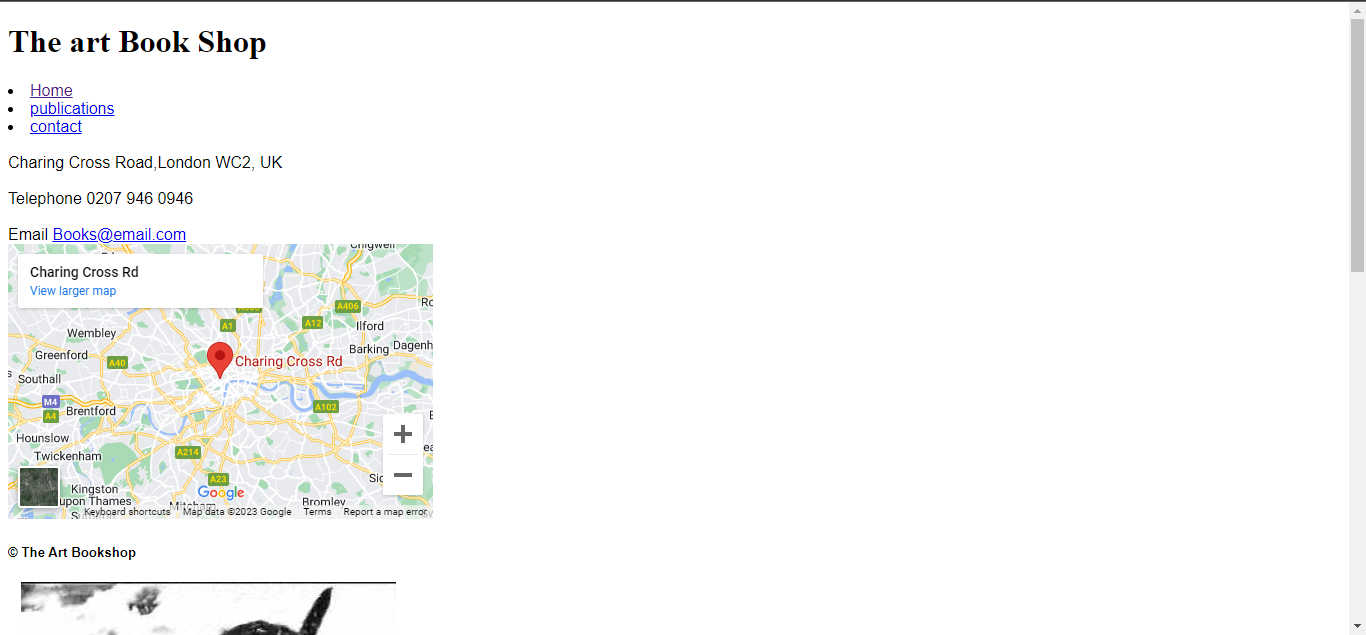 The art Book Shop
Home
publications
contact
Charing Cross Road,London WC2, UK
Telephone 0207 946 0946
Email Books@email.com
Chigwell
Charing Cross Rd
View larger map
A406
A1
A12
Ilford
Wembley
Barking
Dagenh
Greenford
A40
Charing Cross Rd
Southall
M4
A4
Brentford
A102
Hounslow
Twickenham
A214
A23
Kingston
upon Thames
Google
Mitcham
Bromley
Keyboard shortcuts
Map data ©2023 Google
Terms
Report a map error
© The Art Bookshop